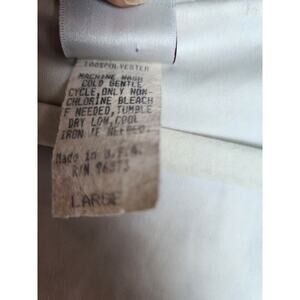 100%POLYESTER
MACHINE WASH
COLD GENTLE
CYCLE,ONLY NON-
CHLORINE BLEACH
F NEEDED,TUMBLE
DRY LOW,COOL
IRON IF NEEDED.
Made in U.S.A.
R/N 96373
LARGE